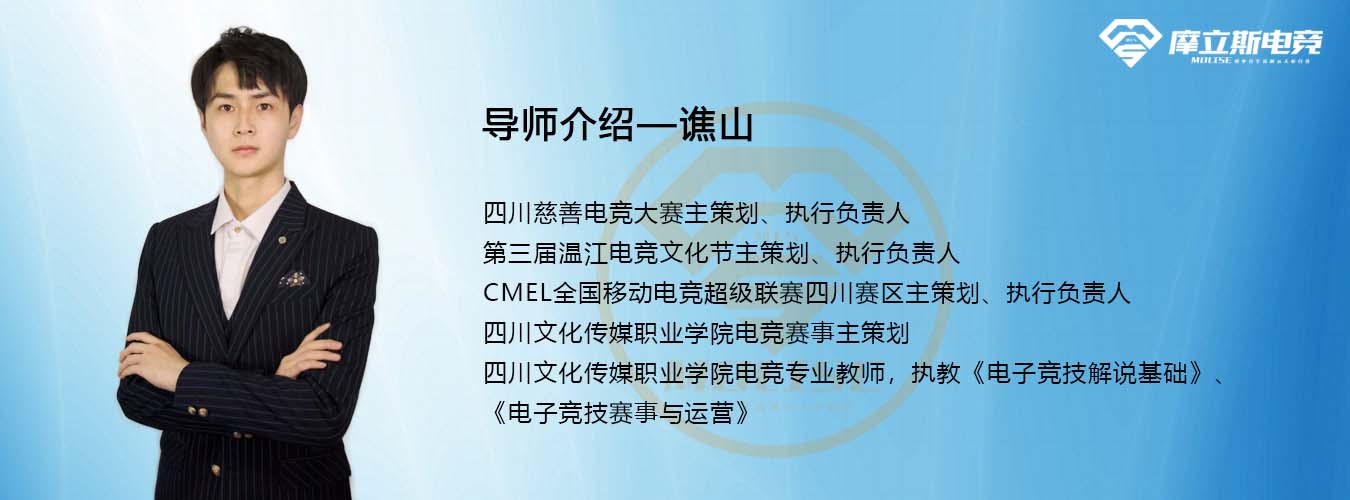 摩立斯电竞
MOLISE
导师介绍—谯山
四川慈善电竞大赛主策划、执行负责人
第三届温江电竞文化节主策划、执行负责人
CMEL全国移动电竞超级联赛四川赛区主策划、执行负责人
四川文化传媒职业学院电竞赛事主策划
四川文化传媒职业学院电竞专业教师，执教《电子竞技解说基础》、
《电子竞技赛事与运营》